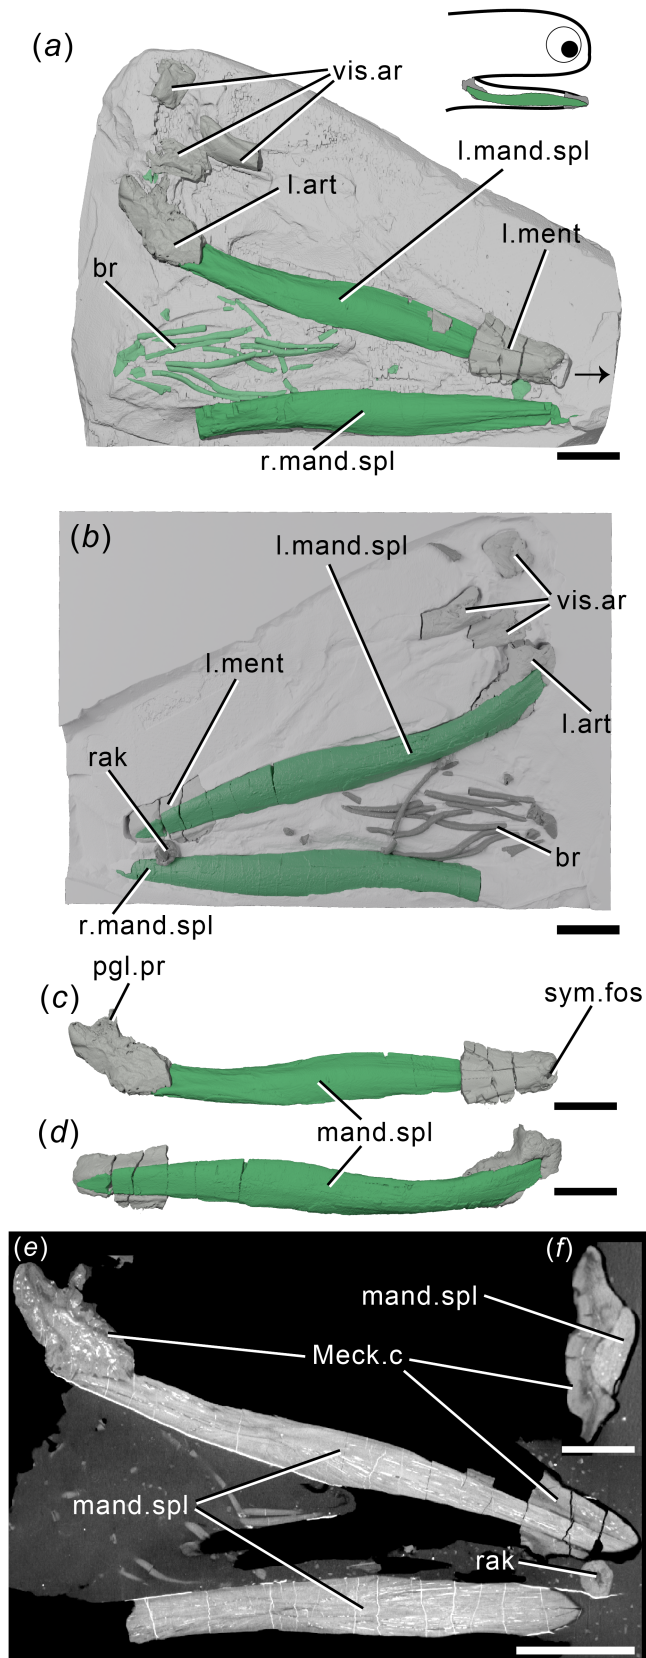 (a)
vis.ar
l.mand.spl
l.art
l.ment
br
r.mand.spl
(b)
l.mand.spl
vis.ar
l.ment
l.art
rak
br
r.mand.spl
pgl.pr
(c)
sym.fos
mand.spl
(d)
(e)
(f)
mand.spl
Meck.c
mand.spl
rak